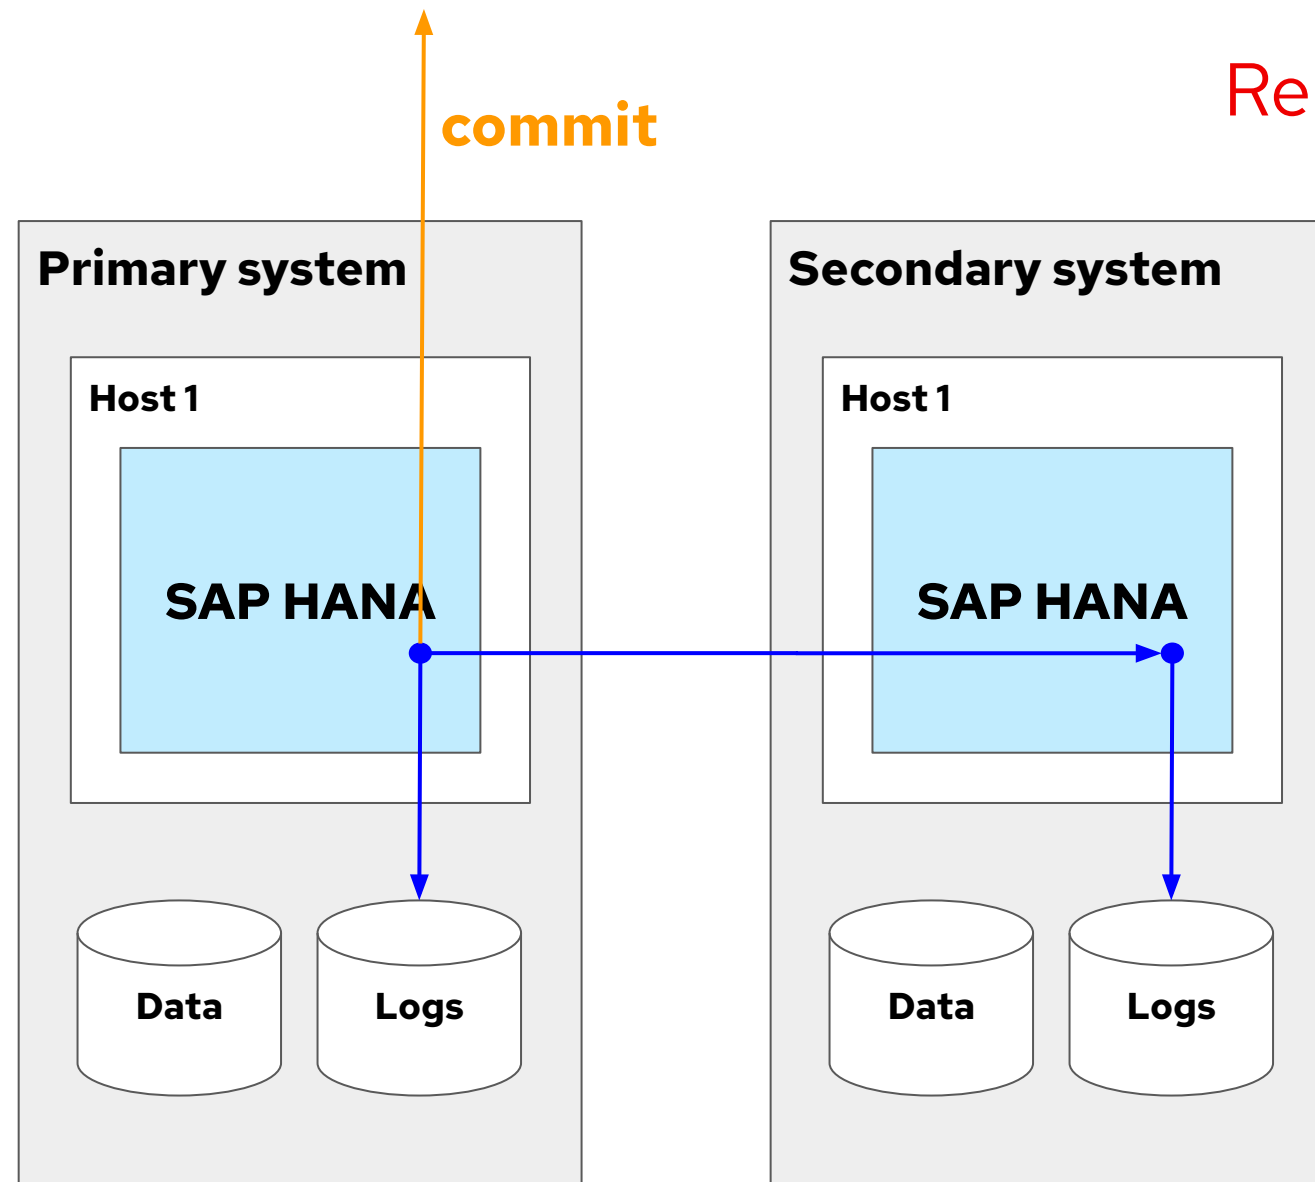 commit
Re
Primary system
Secondary system
Host 1
Host 1
SAP HANA
SAP HANA
Data
Logs
Data
Logs